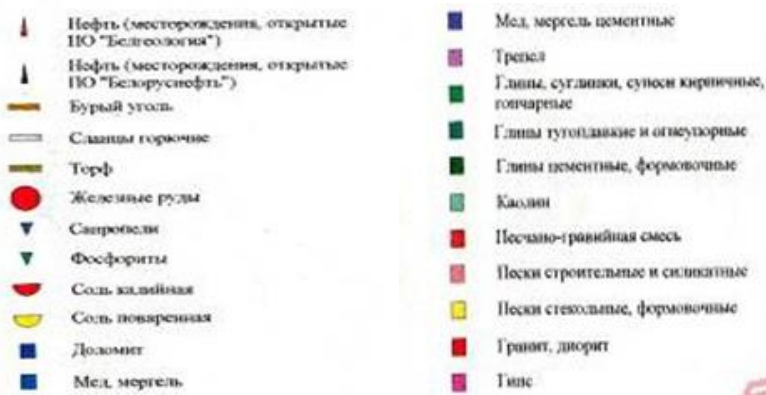 Нефть (месторождения, открытые
ПО "Белгеология")
Нефть (месторождения, открытые
ПО "Белоруснефть")
Бурый уголь
Сланцы горючие
Торф
Железные руды
Сапропели
Фосфориты
Соль калийная
Соль поваренная
Доломит
Мел, мергель
Мел, мергель цементные
Трепел
Глины, суглинки, супеси кирпичные,
гончарные
Глины тугоплавкие и огнеупорные
Глины цементные, формовочные
Каолин
Песчано-гравийная смесь
Пески строительные и силикатные
Пески стекольные, формовочные
Гранит, диорит
Гипс